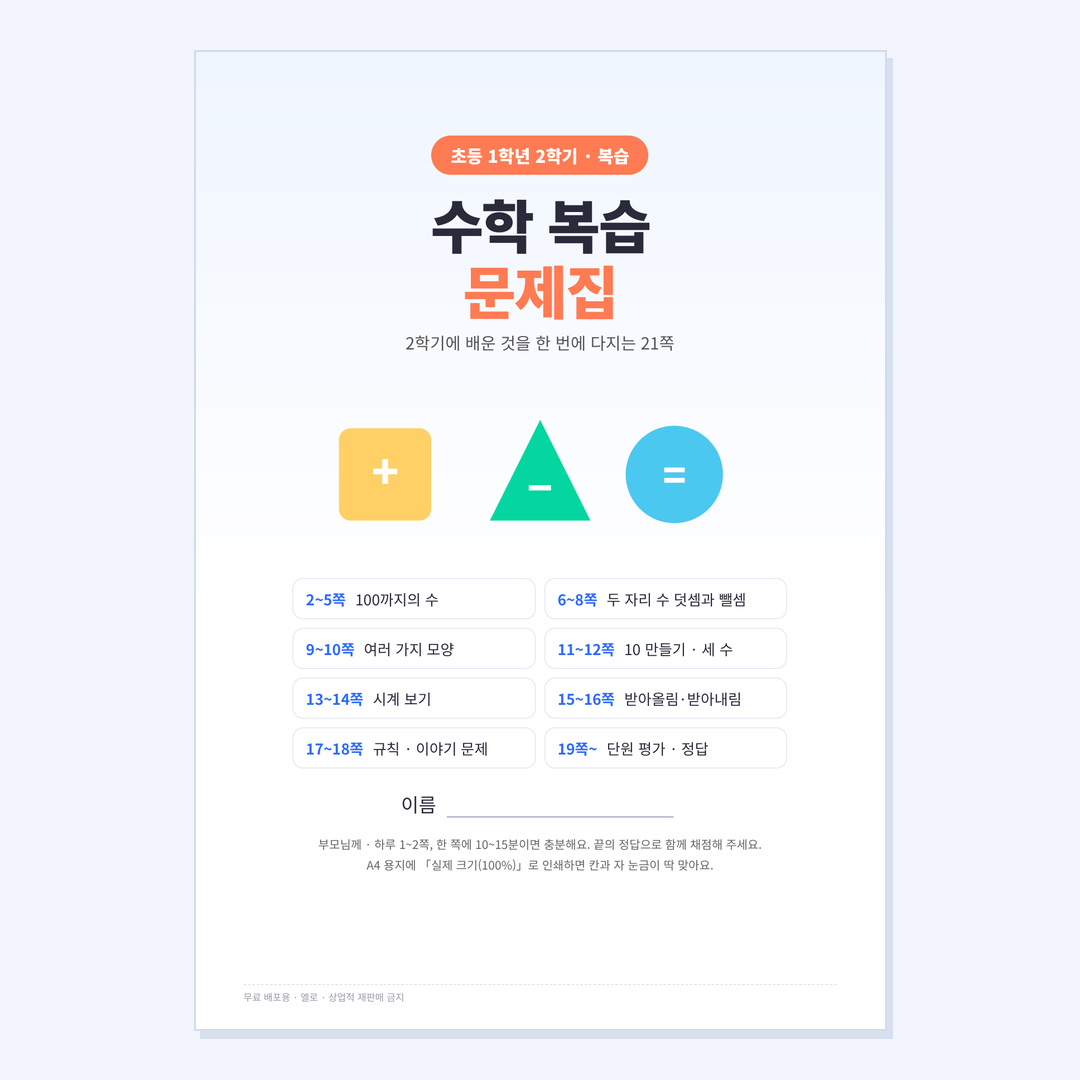 초등 1학년 2학기 · 복습
수학 복습
문제집
2학기에 배운 것을 한 번에 다지는 21쪽
+ − =
2~5쪽 100까지의 수
6~8쪽 두 자리 수 덧셈과 뺄셈
9~10쪽 여러 가지 모양
11~12쪽 10 만들기 · 세 수
13~14쪽 시계 보기
15~16쪽 받아올림·받아내림
17~18쪽 규칙 · 이야기 문제
19쪽~ 단원 평가 · 정답
이름
부모님께 · 하루 1~2쪽, 한 쪽에 10~15분이면 충분해요. 끝의 정답으로 함께 채점해 주세요.
A4 용지에 「실제 크기(100%)」로 인쇄하면 칸과 자 눈금이 딱 맞아요.
무료 배포용 · 엘로 · 상업적 재판매 금지